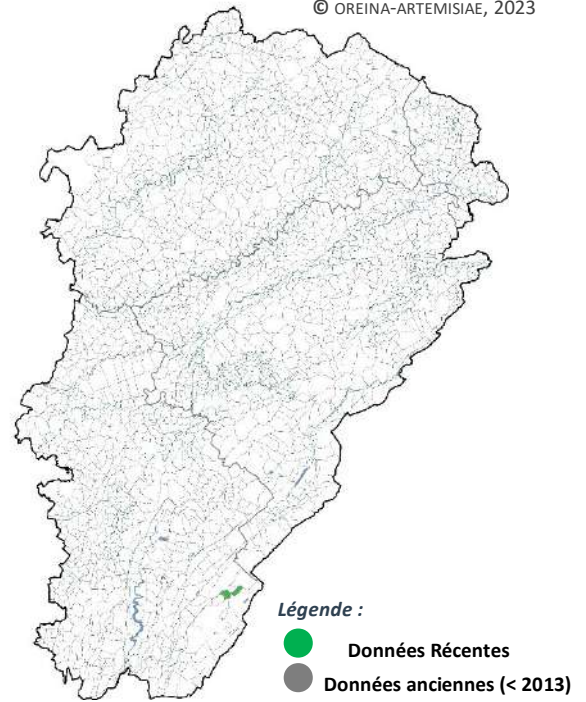 © OREINA-ARTEMISIAE, 2023
Légende :
Données Récentes
Données anciennes (< 2013)